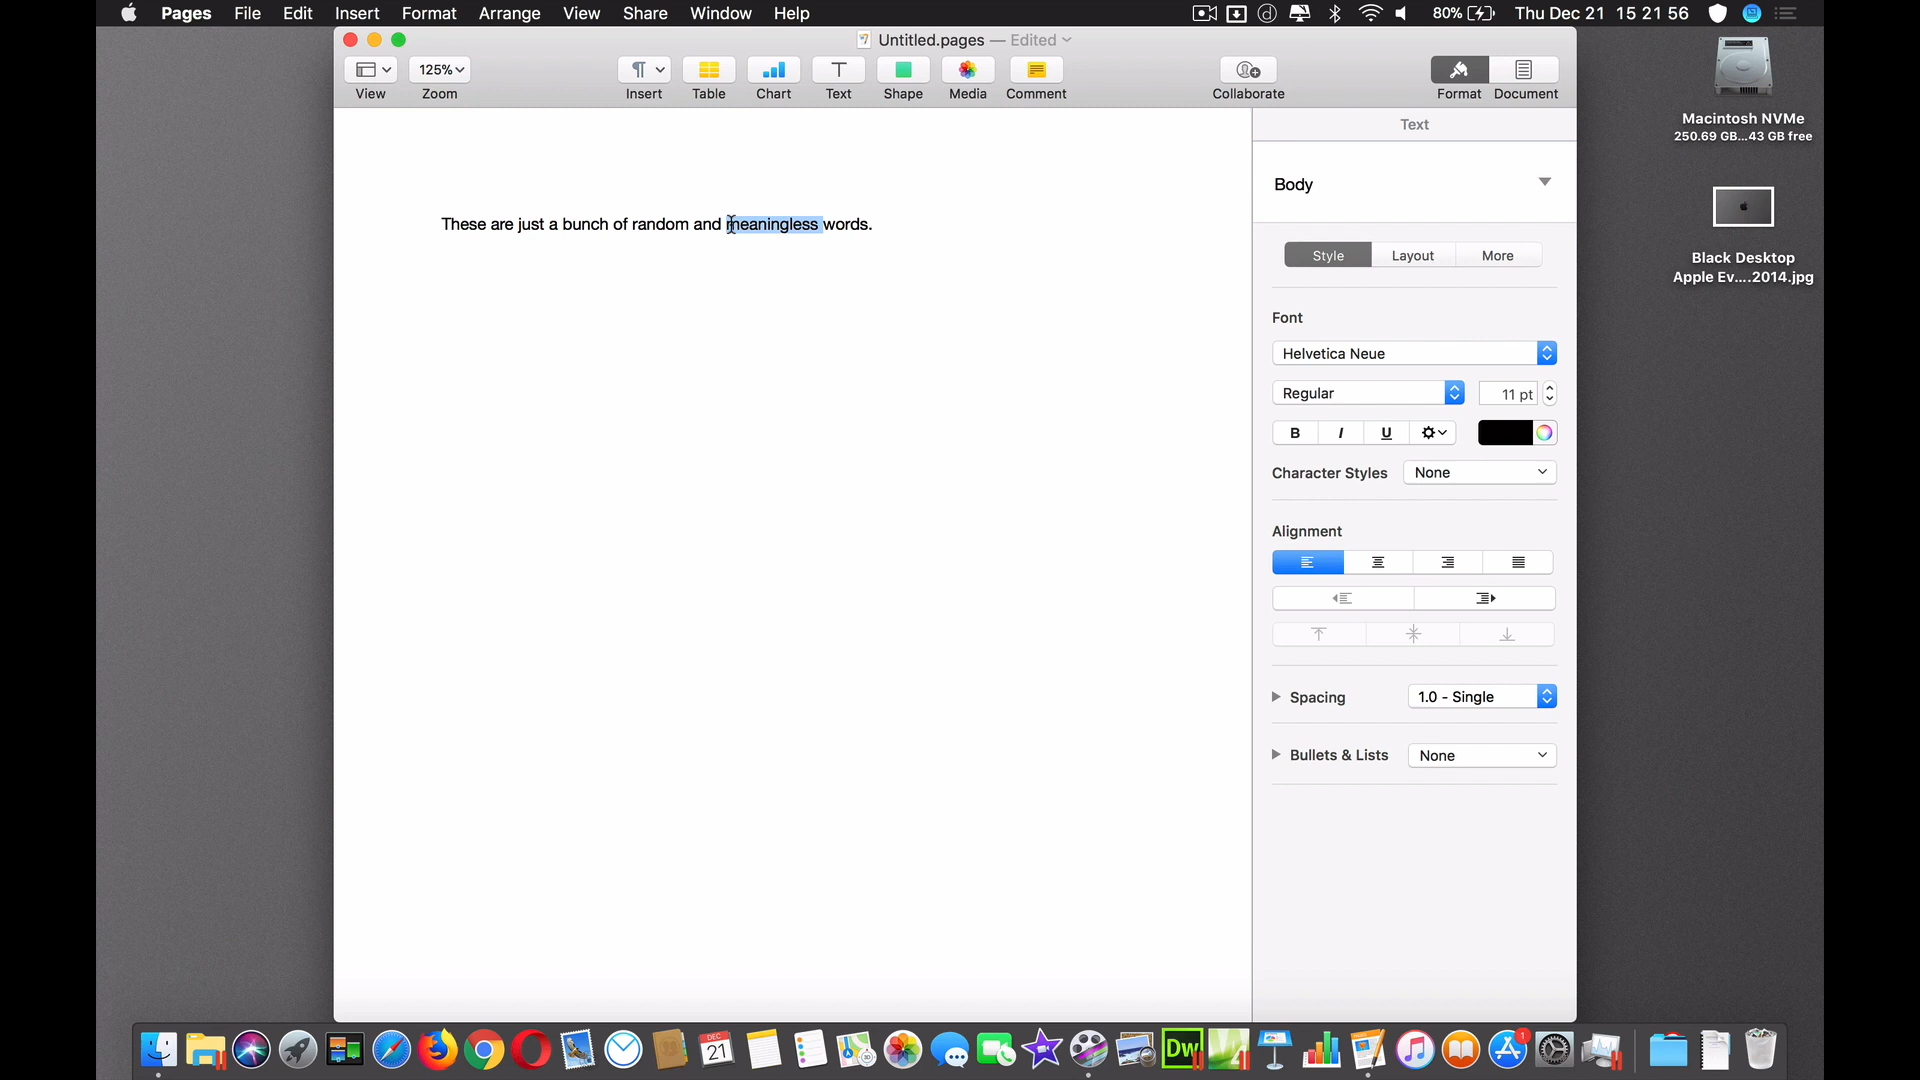 Pages File Edit Insert Format Arrange View Share Window Help 80% Thu Dec 21 15 21 56
Untitled.pages — Edited
125%
View Zoom Insert Table Chart Text Shape Media Comment Collaborate Format Document
Text
Body
Style Layout More
Font
Helvetica Neue
Regular 11 pt
B I U
Character Styles None
Alignment
Spacing 1.0 - Single
Bullets & Lists None
These are just a bunch of random and meaningless words.
Macintosh NVMe
250.69 GB...43 GB free
Black Desktop
Apple Ev....2014.jpg
DEC
21
Dw
1